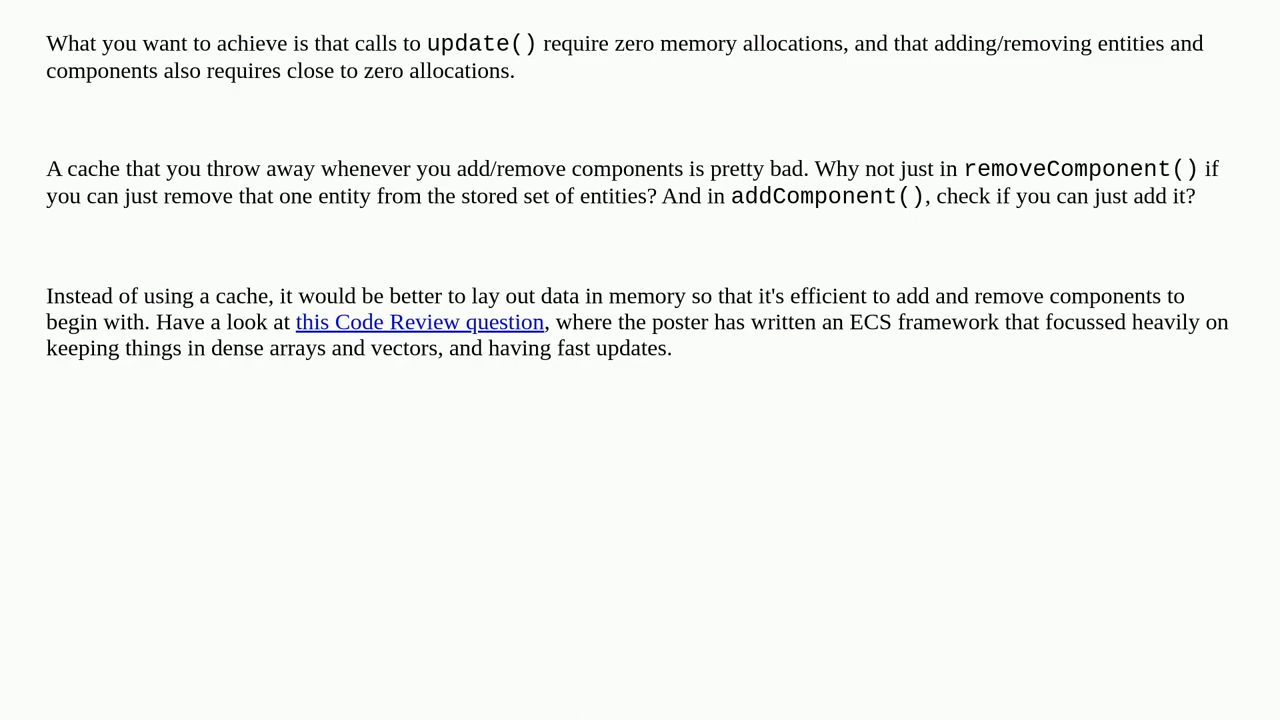 What you want to achieve is that calls to update() require zero memory allocations, and that adding/removing entities and
components also requires close to zero allocations.
A cache that you throw away whenever you add/remove components is pretty bad. Why not just in removeComponent() if
you can just remove that one entity from the stored set of entities? And in addComponent(), check if you can just add it?
Instead of using a cache, it would be better to lay out data in memory so that it's efficient to add and remove components to
begin with. Have a look at this Code Review question, where the poster has written an ECS framework that focussed heavily on
keeping things in dense arrays and vectors, and having fast updates.